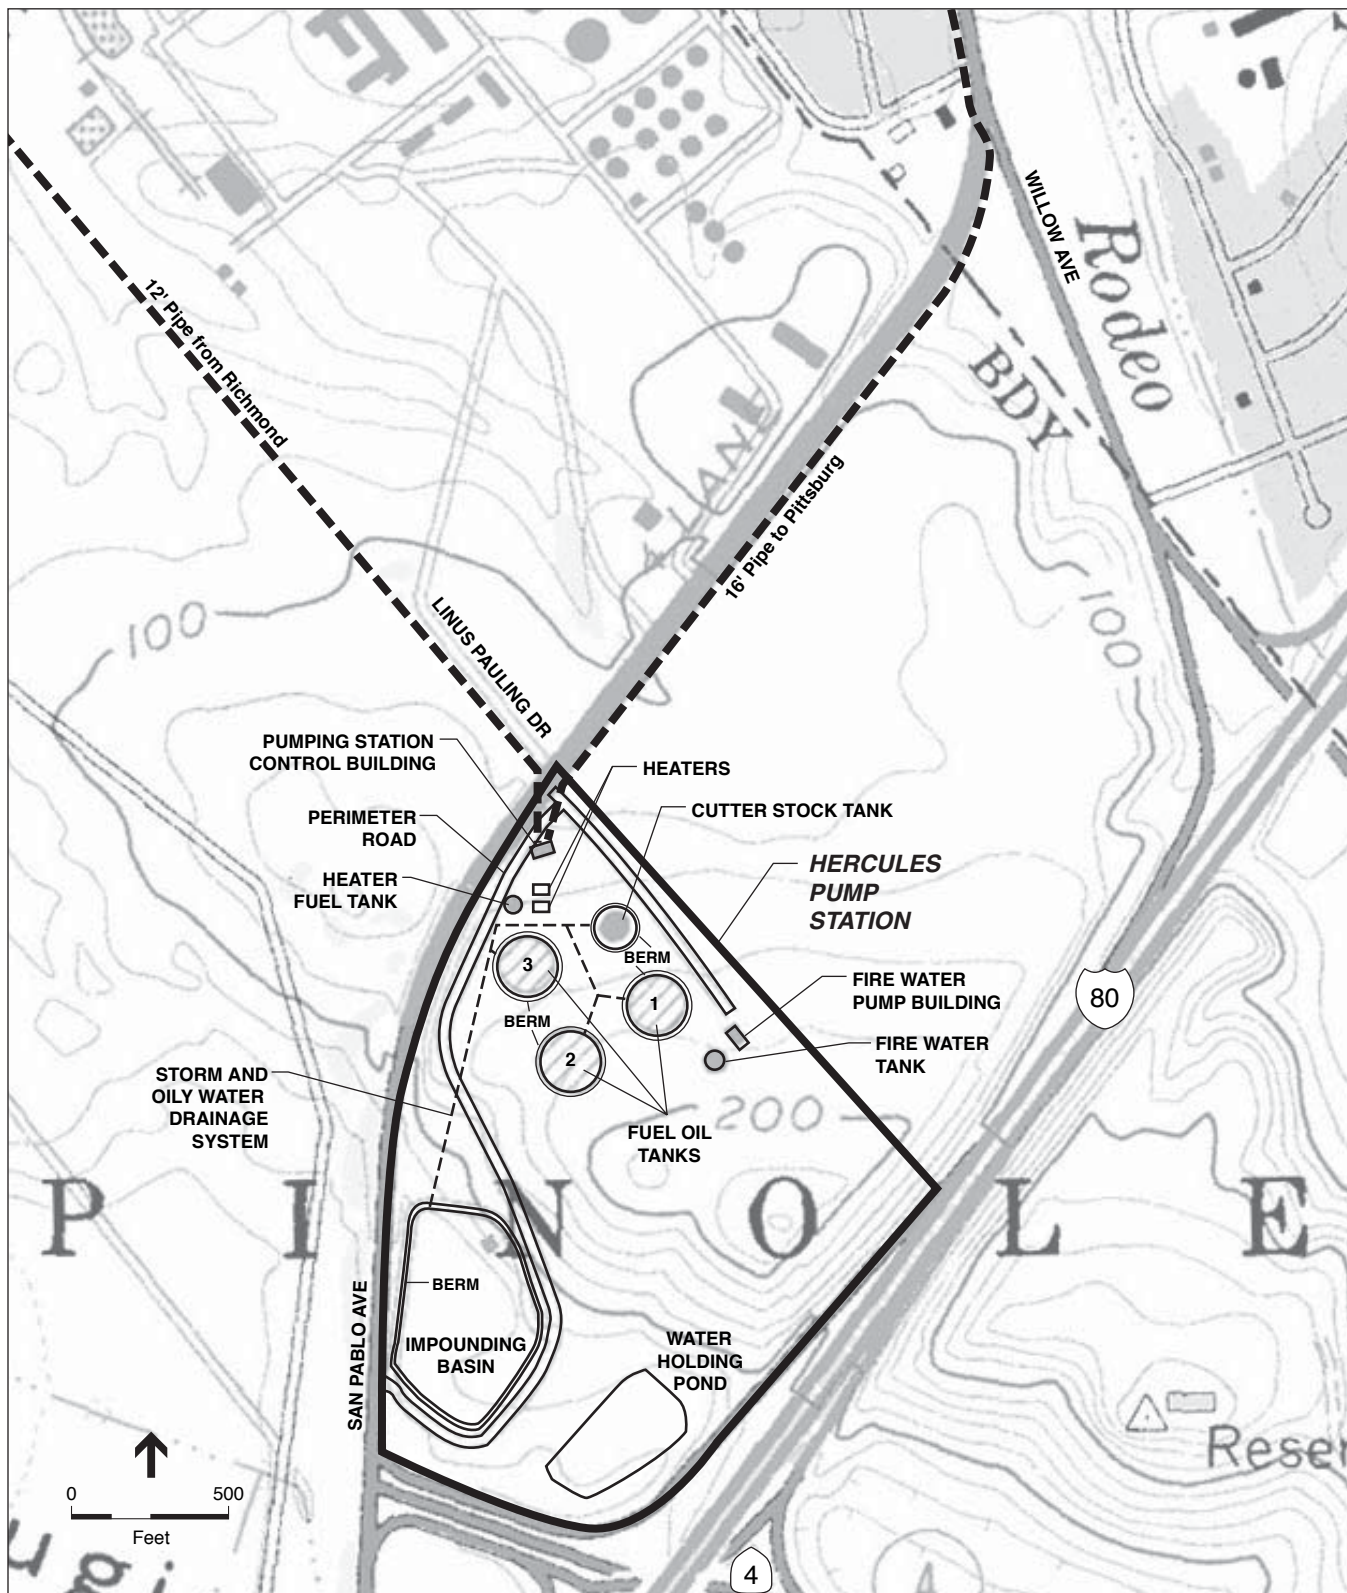 WILLOW AVE
Rodeo
BDY
12' Pipe from Richmond
16' Pipe to Pittsburg
100
100
LINUS PAULING DR
PUMPING STATION
CONTROL BUILDING
HEATERS
CUTTER STOCK TANK
PERIMETER
ROAD
HERCULES
PUMP
STATION
HEATER
FUEL TANK
BERM
3
1
FIRE WATER
PUMP BUILDING
80
BERM
2
FIRE WATER
TANK
STORM AND
OILY WATER
DRAINAGE
SYSTEM
200
FUEL OIL
TANKS
P I N O L E
BERM
SAN PABLO AVE
IMPOUNDING
BASIN
WATER
HOLDING
POND
Reser
0 500
Feet
4